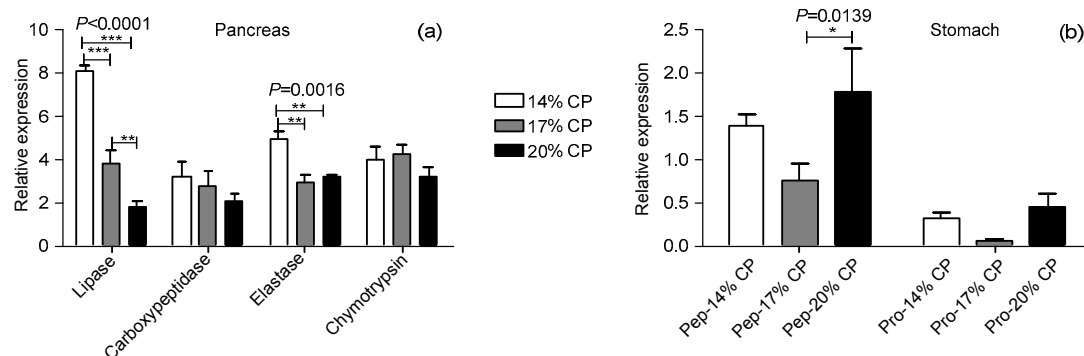 P<0.0001
Pancreas
(a)
***
***
**
P=0.0016
**
**
10
8
6
4
2
0
Relative expression
Lipase
Carboxypeptidase
Elastase
Chymotrypsin
14% CP
17% CP
20% CP
P=0.0139
*
Stomach
(b)
2.5
2.0
1.5
1.0
0.5
0.0
Relative expression
Pep-14% CP
Pep-17% CP
Pep-20% CP
Pro-14% CP
Pro-17% CP
Pro-20% CP